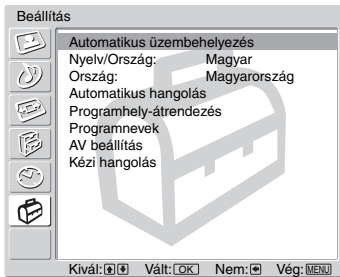 Beállítás
Automatikus üzembehelyezés
Nyelv/Ország: Magyar
Ország: Magyarország
Automatikus hangolás
Programhely-átrendezés
Programnevek
AV beállítás
Kézi hangolás
Kivál: Vált: OK Nem: Vég: MENU